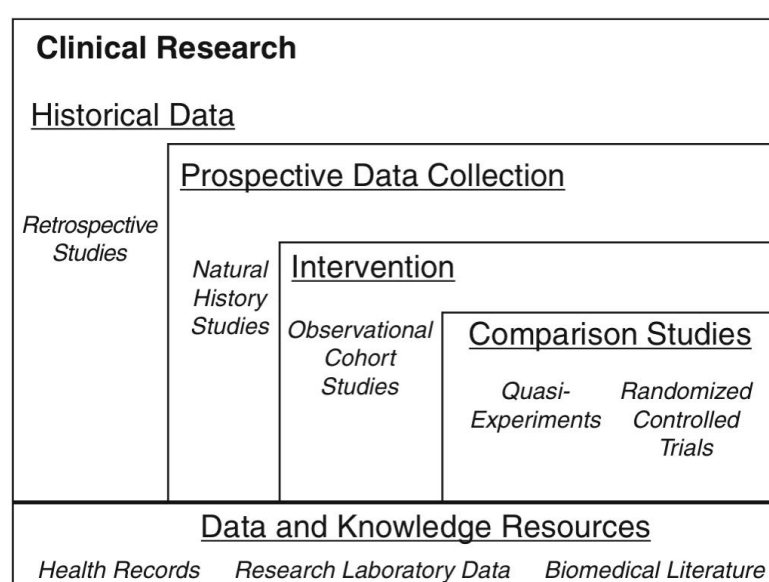 Clinical Research
Historical Data
Prospective Data Collection
Retrospective
Studies
Natural
History
Studies
Intervention
Observational
Cohort
Studies
Comparison Studies
Quasi-
Experiments
Randomized
Controlled
Trials
Data and Knowledge Resources
Health Records Research Laboratory Data Biomedical Literature